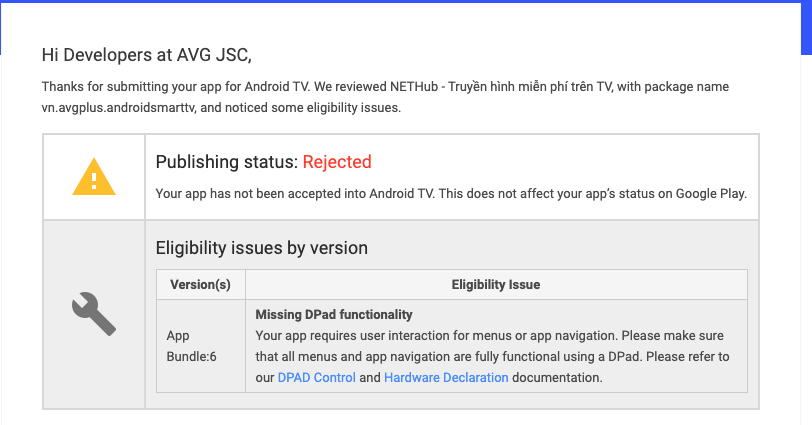 Hi Developers at AVG JSC,
Thanks for submitting your app for Android TV. We reviewed NETHub - Truyền hình miễn phí trên TV, with package name
vn.avgplus.androidsmarttv, and noticed some eligibility issues.
Publishing status: Rejected
Your app has not been accepted into Android TV. This does not affect your app's status on Google Play.
Eligibility issues by version
Version(s) Eligibility Issue
App
Bundle:6
Missing DPad functionality
Your app requires user interaction for menus or app navigation. Please make sure
that all menus and app navigation are fully functional using a DPad. Please refer to
our DPAD Control and Hardware Declaration documentation.